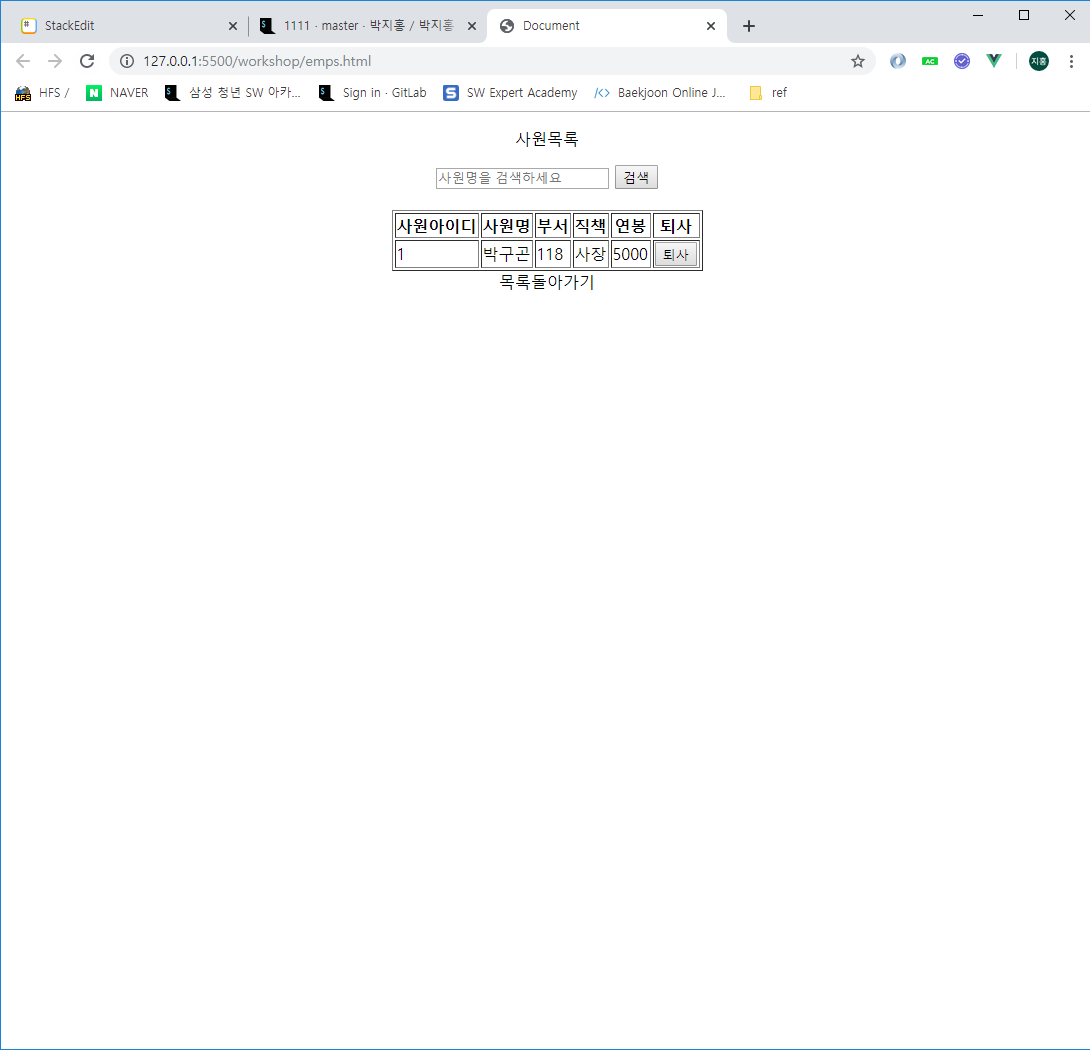 StackEdit
1111 · master · 박지홍 / 박지홍
Document
127.0.0.1:5500/workshop/emps.html
AC
지홍
HFS /
NAVER
삼성 청년 SW 아카...
Sign in · GitLab
SW Expert Academy
Baekjoon Online J...
ref
사원목록
사원명을 검색하세요 검색
사원아이디 사원명 부서 직책 연봉 퇴사
1 박구곤 118 사장 5000 퇴사
목록돌아가기